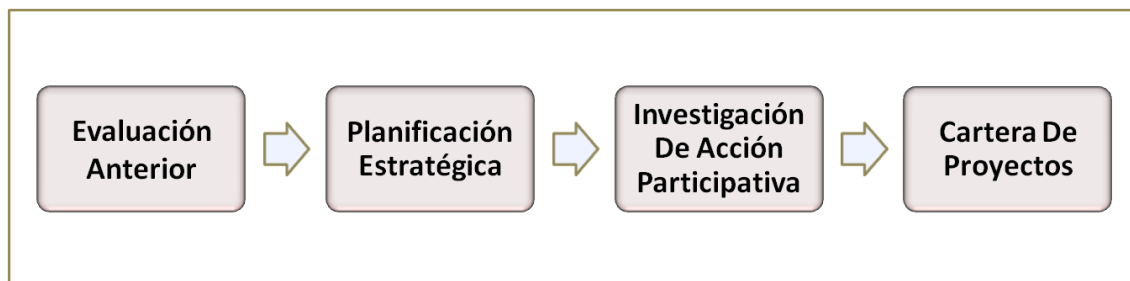 Evaluación
Anterior
Planificación
Estratégica
Investigación
De Acción
Participativa
Cartera De
Proyectos